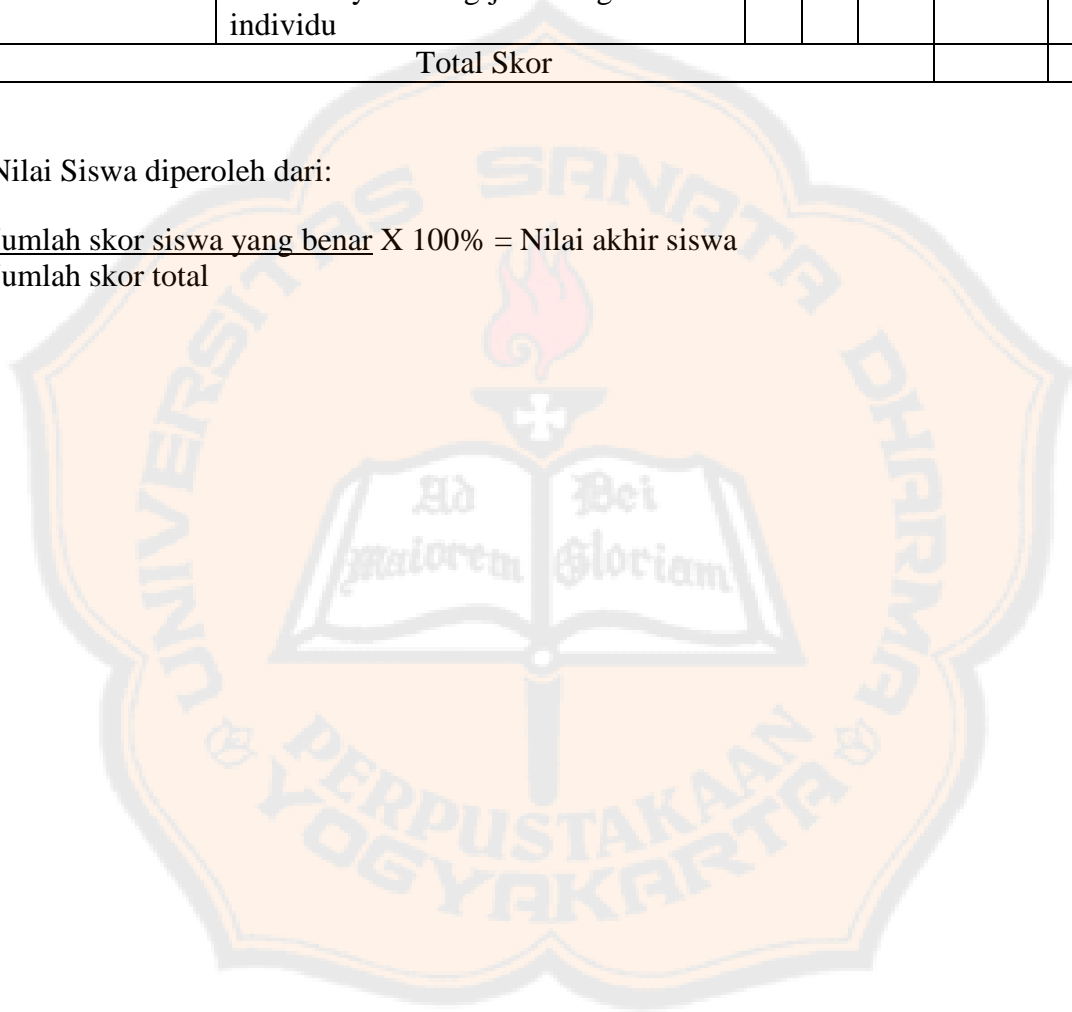 individu
Total Skor
Nilai Siswa diperoleh dari:
umlah skor siswa yang benar X 100% = Nilai akhir siswa
umlah skor total
UNIVERSITAS SANATA DHARMA
Ad Dei
Maiorem Gloriam
PERPUSTAKAAN
YOGYAKARTA